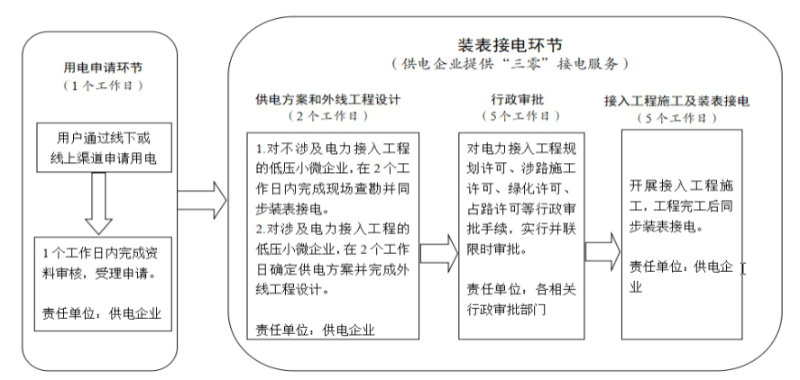 用电申请环节
（1个工作日）
用户通过线下或
线上渠道申请用电
1个工作日内完成资
料审核，受理申请。
责任单位：供电企业
装表接电环节
（供电企业提供“三零”接电服务）
供电方案和外线工程设计
（2个工作日）
1.对不涉及电力接入工程
的低压小微企业，在2个工
作日内完成现场查勘并同
步装表接电。
2.对涉及电力接入工程的
低压小微企业，在2个工作
日确定供电方案并完成外
线工程设计。
责任单位：供电企业
行政审批
（5个工作日）
对电力接入工程规
划许可、涉路施工
许可、绿化许可、
占路许可等行政审
批手续，实行并联
限时审批。
责任单位：各相关
行政审批部门
接入工程施工及装表接电
（5个工作日）
开展接入工程施
工，工程完工后同
步装表接电。
责任单位：供电企
业